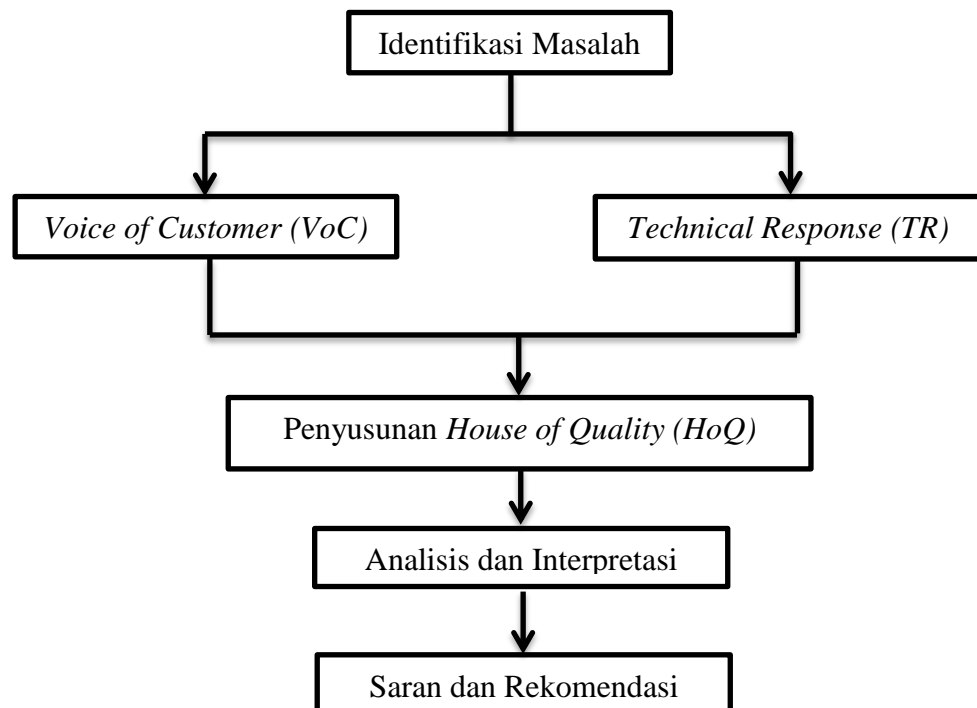 Identifikasi Masalah
Voice of Customer (VoC)
Technical Response (TR)
Penyusunan House of Quality (HoQ)
Analisis dan Interpretasi
Saran dan Rekomendasi